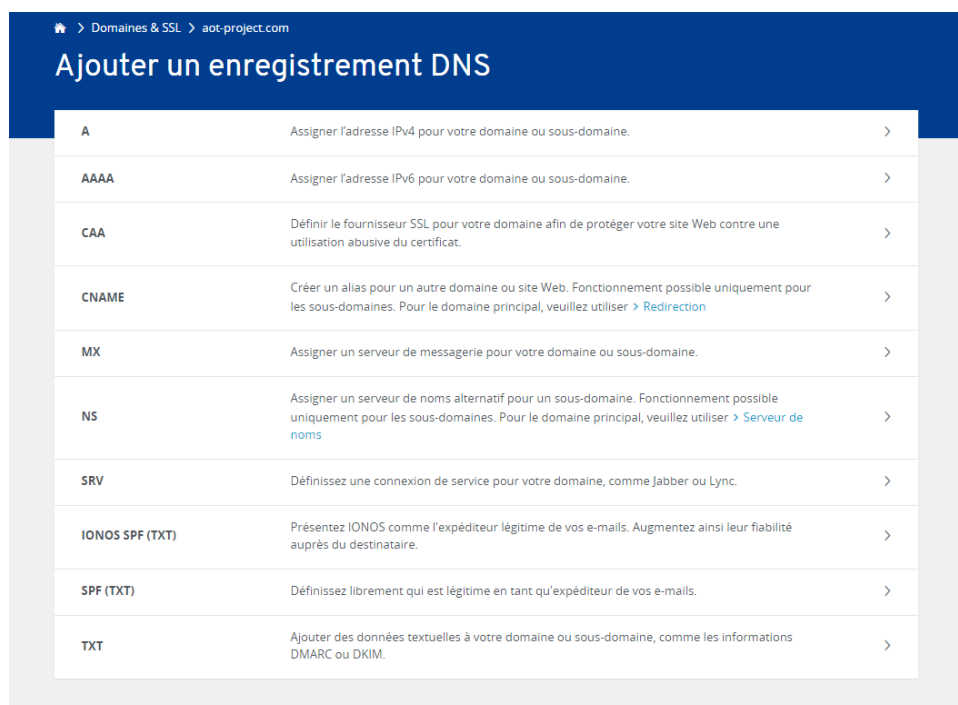 > Domaines & SSL > aot-project.com
Ajouter un enregistrement DNS
A Assigner l'adresse IPv4 pour votre domaine ou sous-domaine.
AAAA Assigner l'adresse IPv6 pour votre domaine ou sous-domaine.
CAA Définir le fournisseur SSL pour votre domaine afin de protéger votre site Web contre une
utilisation abusive du certificat.
CNAME Créer un alias pour un autre domaine ou site Web. Fonctionnement possible uniquement pour
les sous-domaines. Pour le domaine principal, veuillez utiliser > Redirection
MX Assigner un serveur de messagerie pour votre domaine ou sous-domaine.
NS Assigner un serveur de noms alternatif pour un sous-domaine. Fonctionnement possible
uniquement pour les sous-domaines. Pour le domaine principal, veuillez utiliser > Serveur de
noms
SRV Définissez une connexion de service pour votre domaine, comme Jabber ou Lync.
IONOS SPF (TXT) Présentez IONOS comme l'expéditeur légitime de vos e-mails. Augmentez ainsi leur fiabilité
auprès du destinataire.
SPF (TXT) Définissez librement qui est légitime en tant qu'expéditeur de vos e-mails.
TXT Ajouter des données textuelles à votre domaine ou sous-domaine, comme les informations
DMARC ou DKIM.